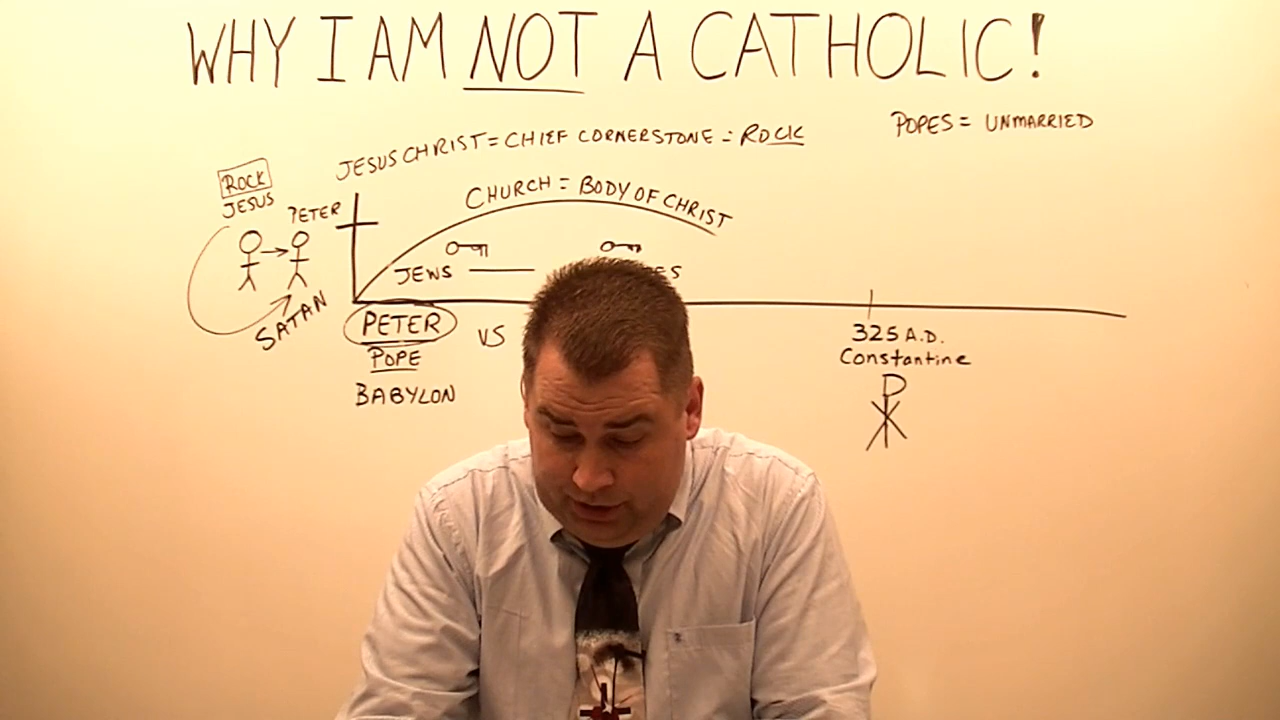 WHY I AM NOT A CATHOLIC!
POPES = UNMARRIED
JESUS CHRIST = CHIEF CORNERSTONE = ROCK
ROCK
JESUS
PETER
CHURCH = BODY OF CHRIST
JEWS
SATAN
PETER VS
POPE
BABYLON
325 A.D.
Constantine